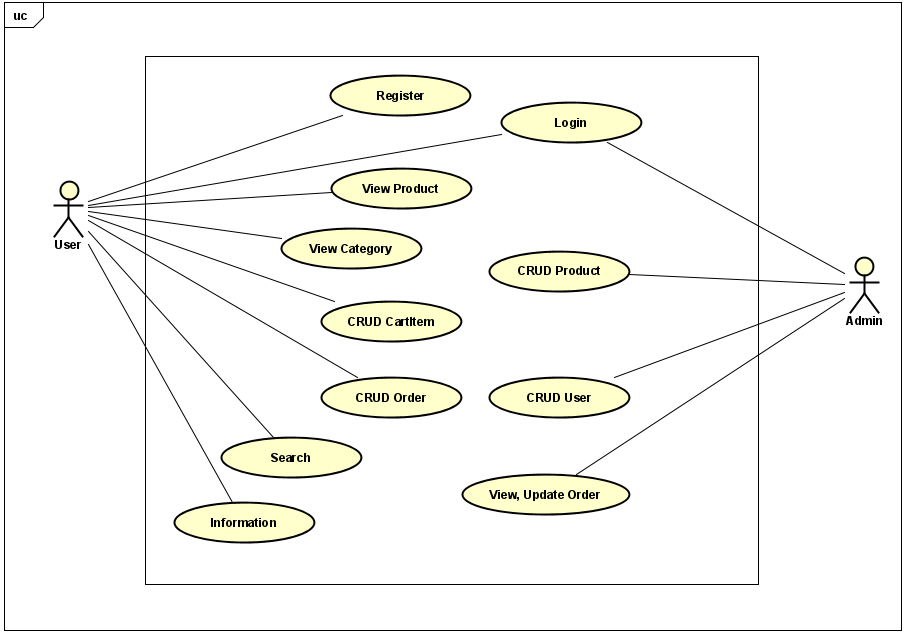 uc
Register
Login
View Product
User
View Category
CRUD Product
CRUD CartItem
Admin
CRUD Order
CRUD User
Search
View, Update Order
Information